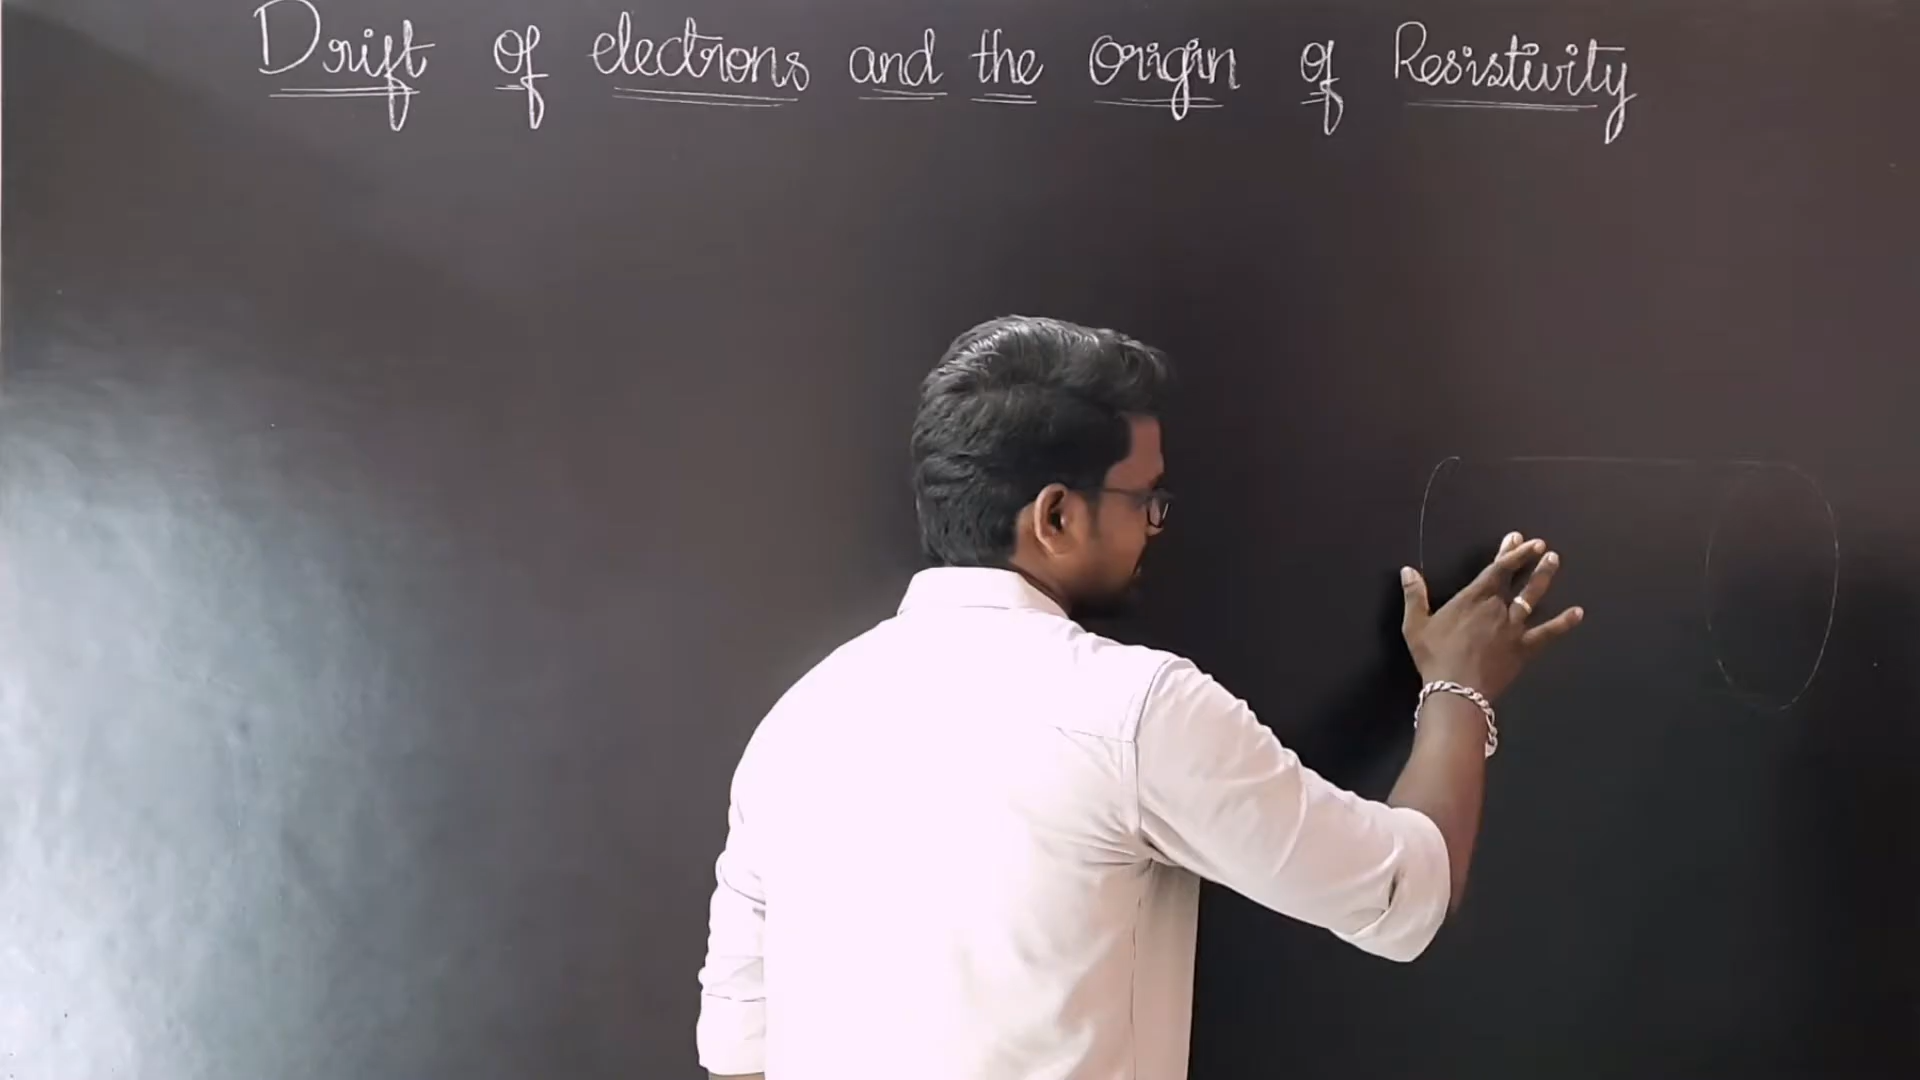 Drift of electrons and the origin of Resistivity